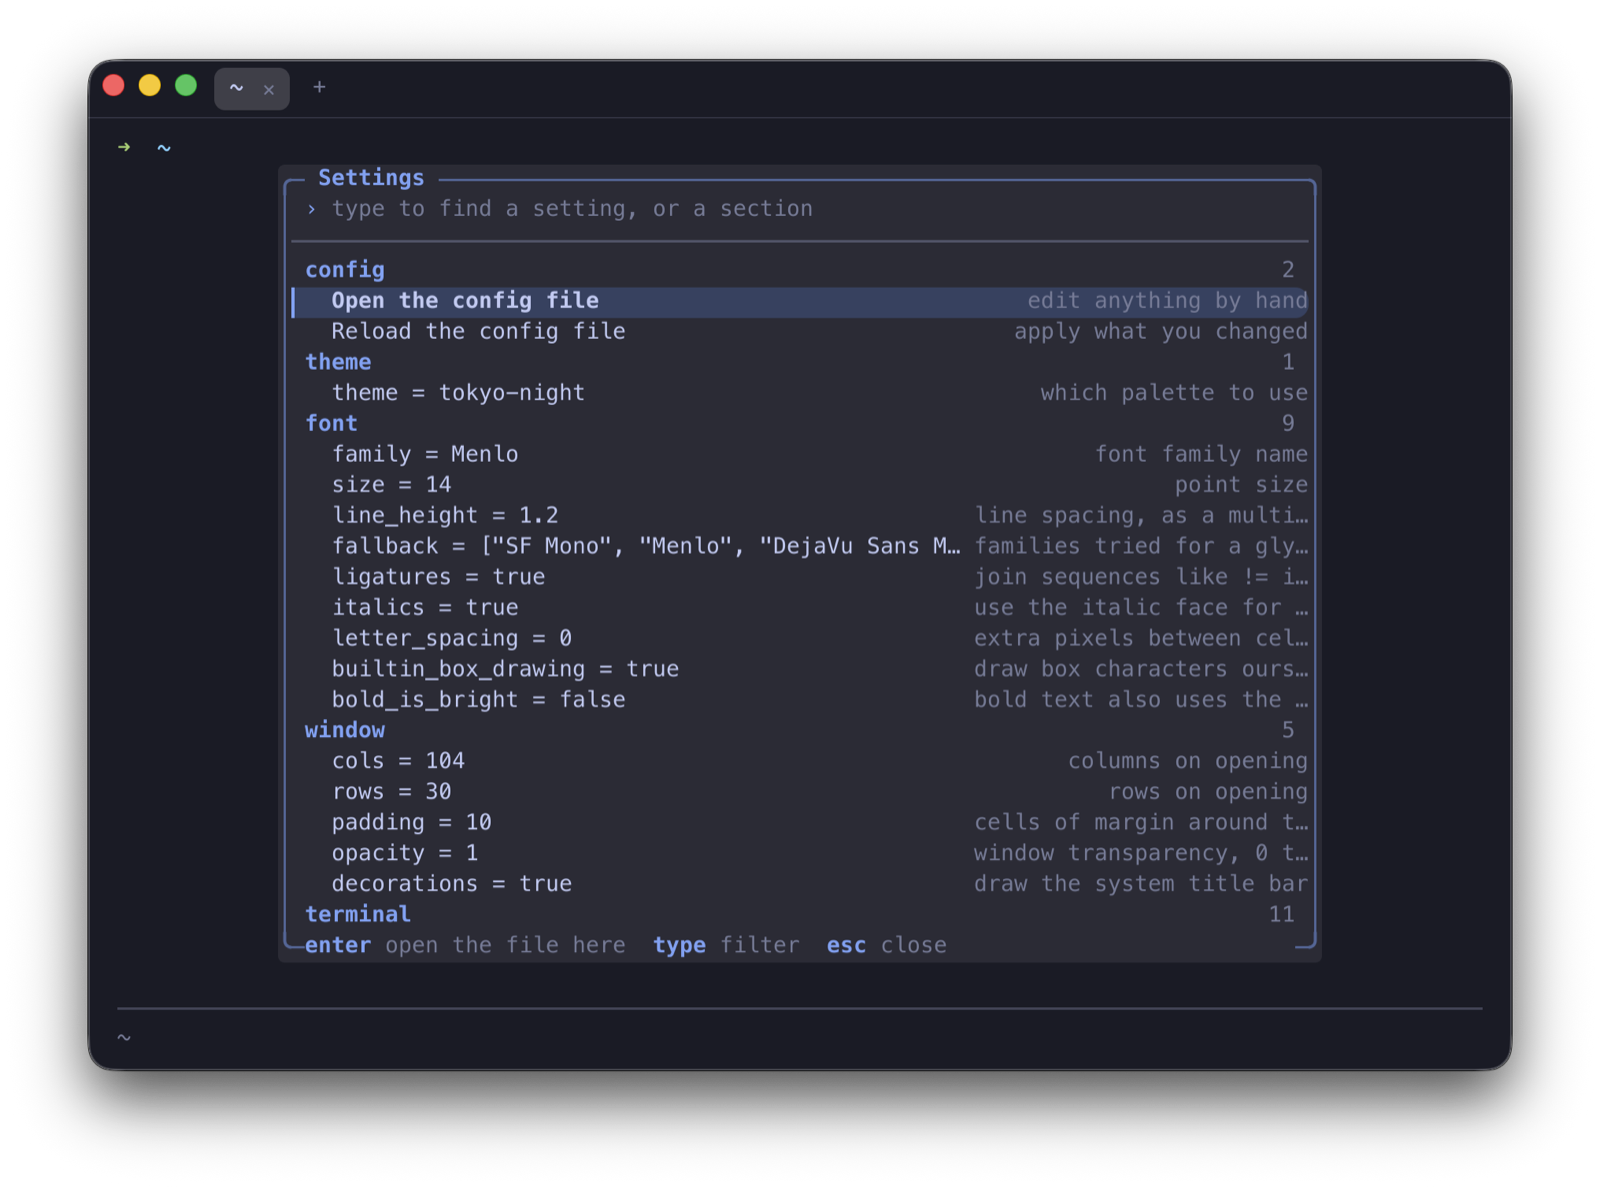 ~ × +
➜ ~
Settings
› type to find a setting, or a section
config 2
Open the config file edit anything by hand
Reload the config file apply what you changed
theme 1
theme = tokyo-night which palette to use
font 9
family = Menlo font family name
size = 14 point size
line_height = 1.2 line spacing, as a multi…
fallback = ["SF Mono", "Menlo", "DejaVu Sans M… families tried for a gly…
ligatures = true join sequences like != i…
italics = true use the italic face for …
letter_spacing = 0 extra pixels between cel…
builtin_box_drawing = true draw box characters ours…
bold_is_bright = false bold text also uses the …
window 5
cols = 104 columns on opening
rows = 30 rows on opening
padding = 10 cells of margin around t…
opacity = 1 window transparency, 0 t…
decorations = true draw the system title bar
terminal 11
enter open the file here type filter esc close
~